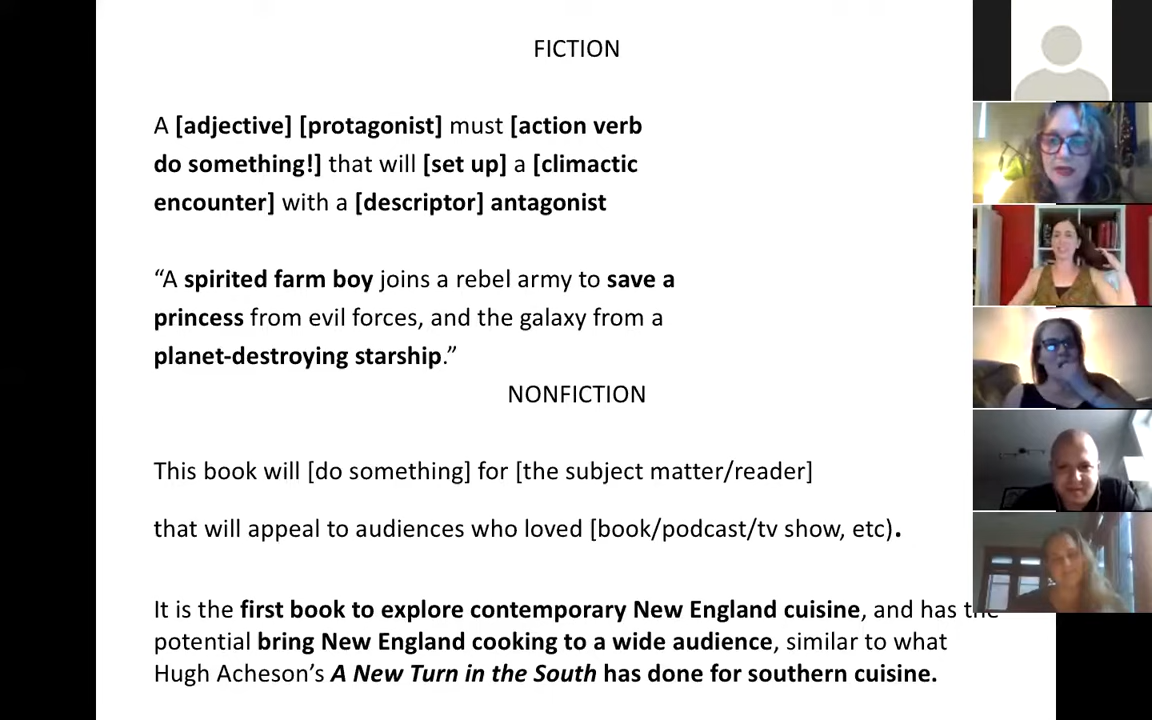 FICTION
A [adjective] [protagonist] must [action verb
do something!] that will [set up] a [climactic
encounter] with a [descriptor] antagonist
“A spirited farm boy joins a rebel army to save a
princess from evil forces, and the galaxy from a
planet-destroying starship.”
NONFICTION
This book will [do something] for [the subject matter/reader]
that will appeal to audiences who loved [book/podcast/tv show, etc).
It is the first book to explore contemporary New England cuisine, and has the
potential bring New England cooking to a wide audience, similar to what
Hugh Acheson’s A New Turn in the South has done for southern cuisine.